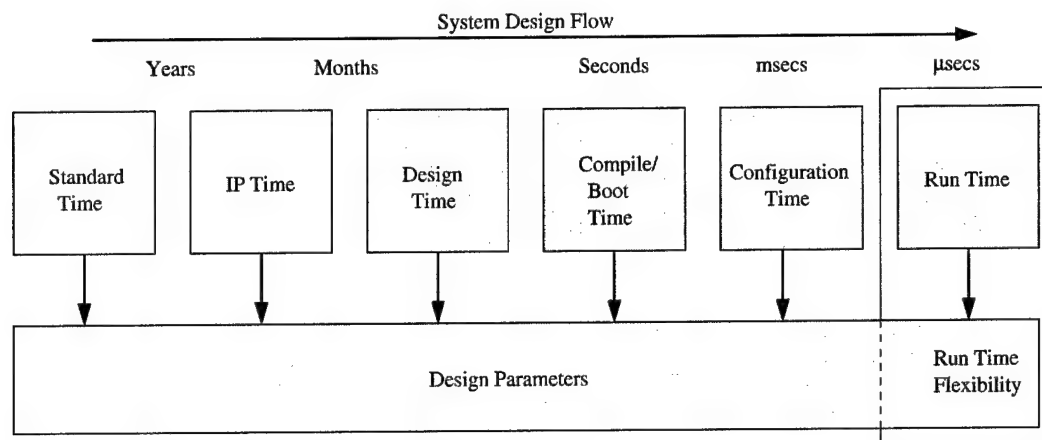 System Design Flow
Years
Months
Seconds
msecs
µsecs
Standard
Time
IP Time
Design
Time
Compile/
Boot
Time
Configuration
Time
Run Time
Design Parameters
Run Time
Flexibility